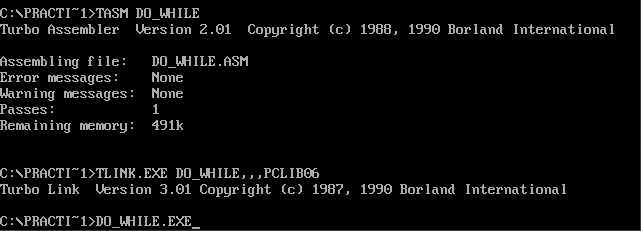 C:\PRACTI~1>TASM DO_WHILE
Turbo Assembler  Version 2.01  Copyright (c) 1988, 1990 Borland International
Assembling file:   DO_WHILE.ASM
Error messages:    None
Warning messages:  None
Passes:            1
Remaining memory:  491k
C:\PRACTI~1>TLINK.EXE DO_WHILE,,,PCLIB06
Turbo Link  Version 3.01 Copyright (c) 1987, 1990 Borland International
C:\PRACTI~1>DO_WHILE.EXE_